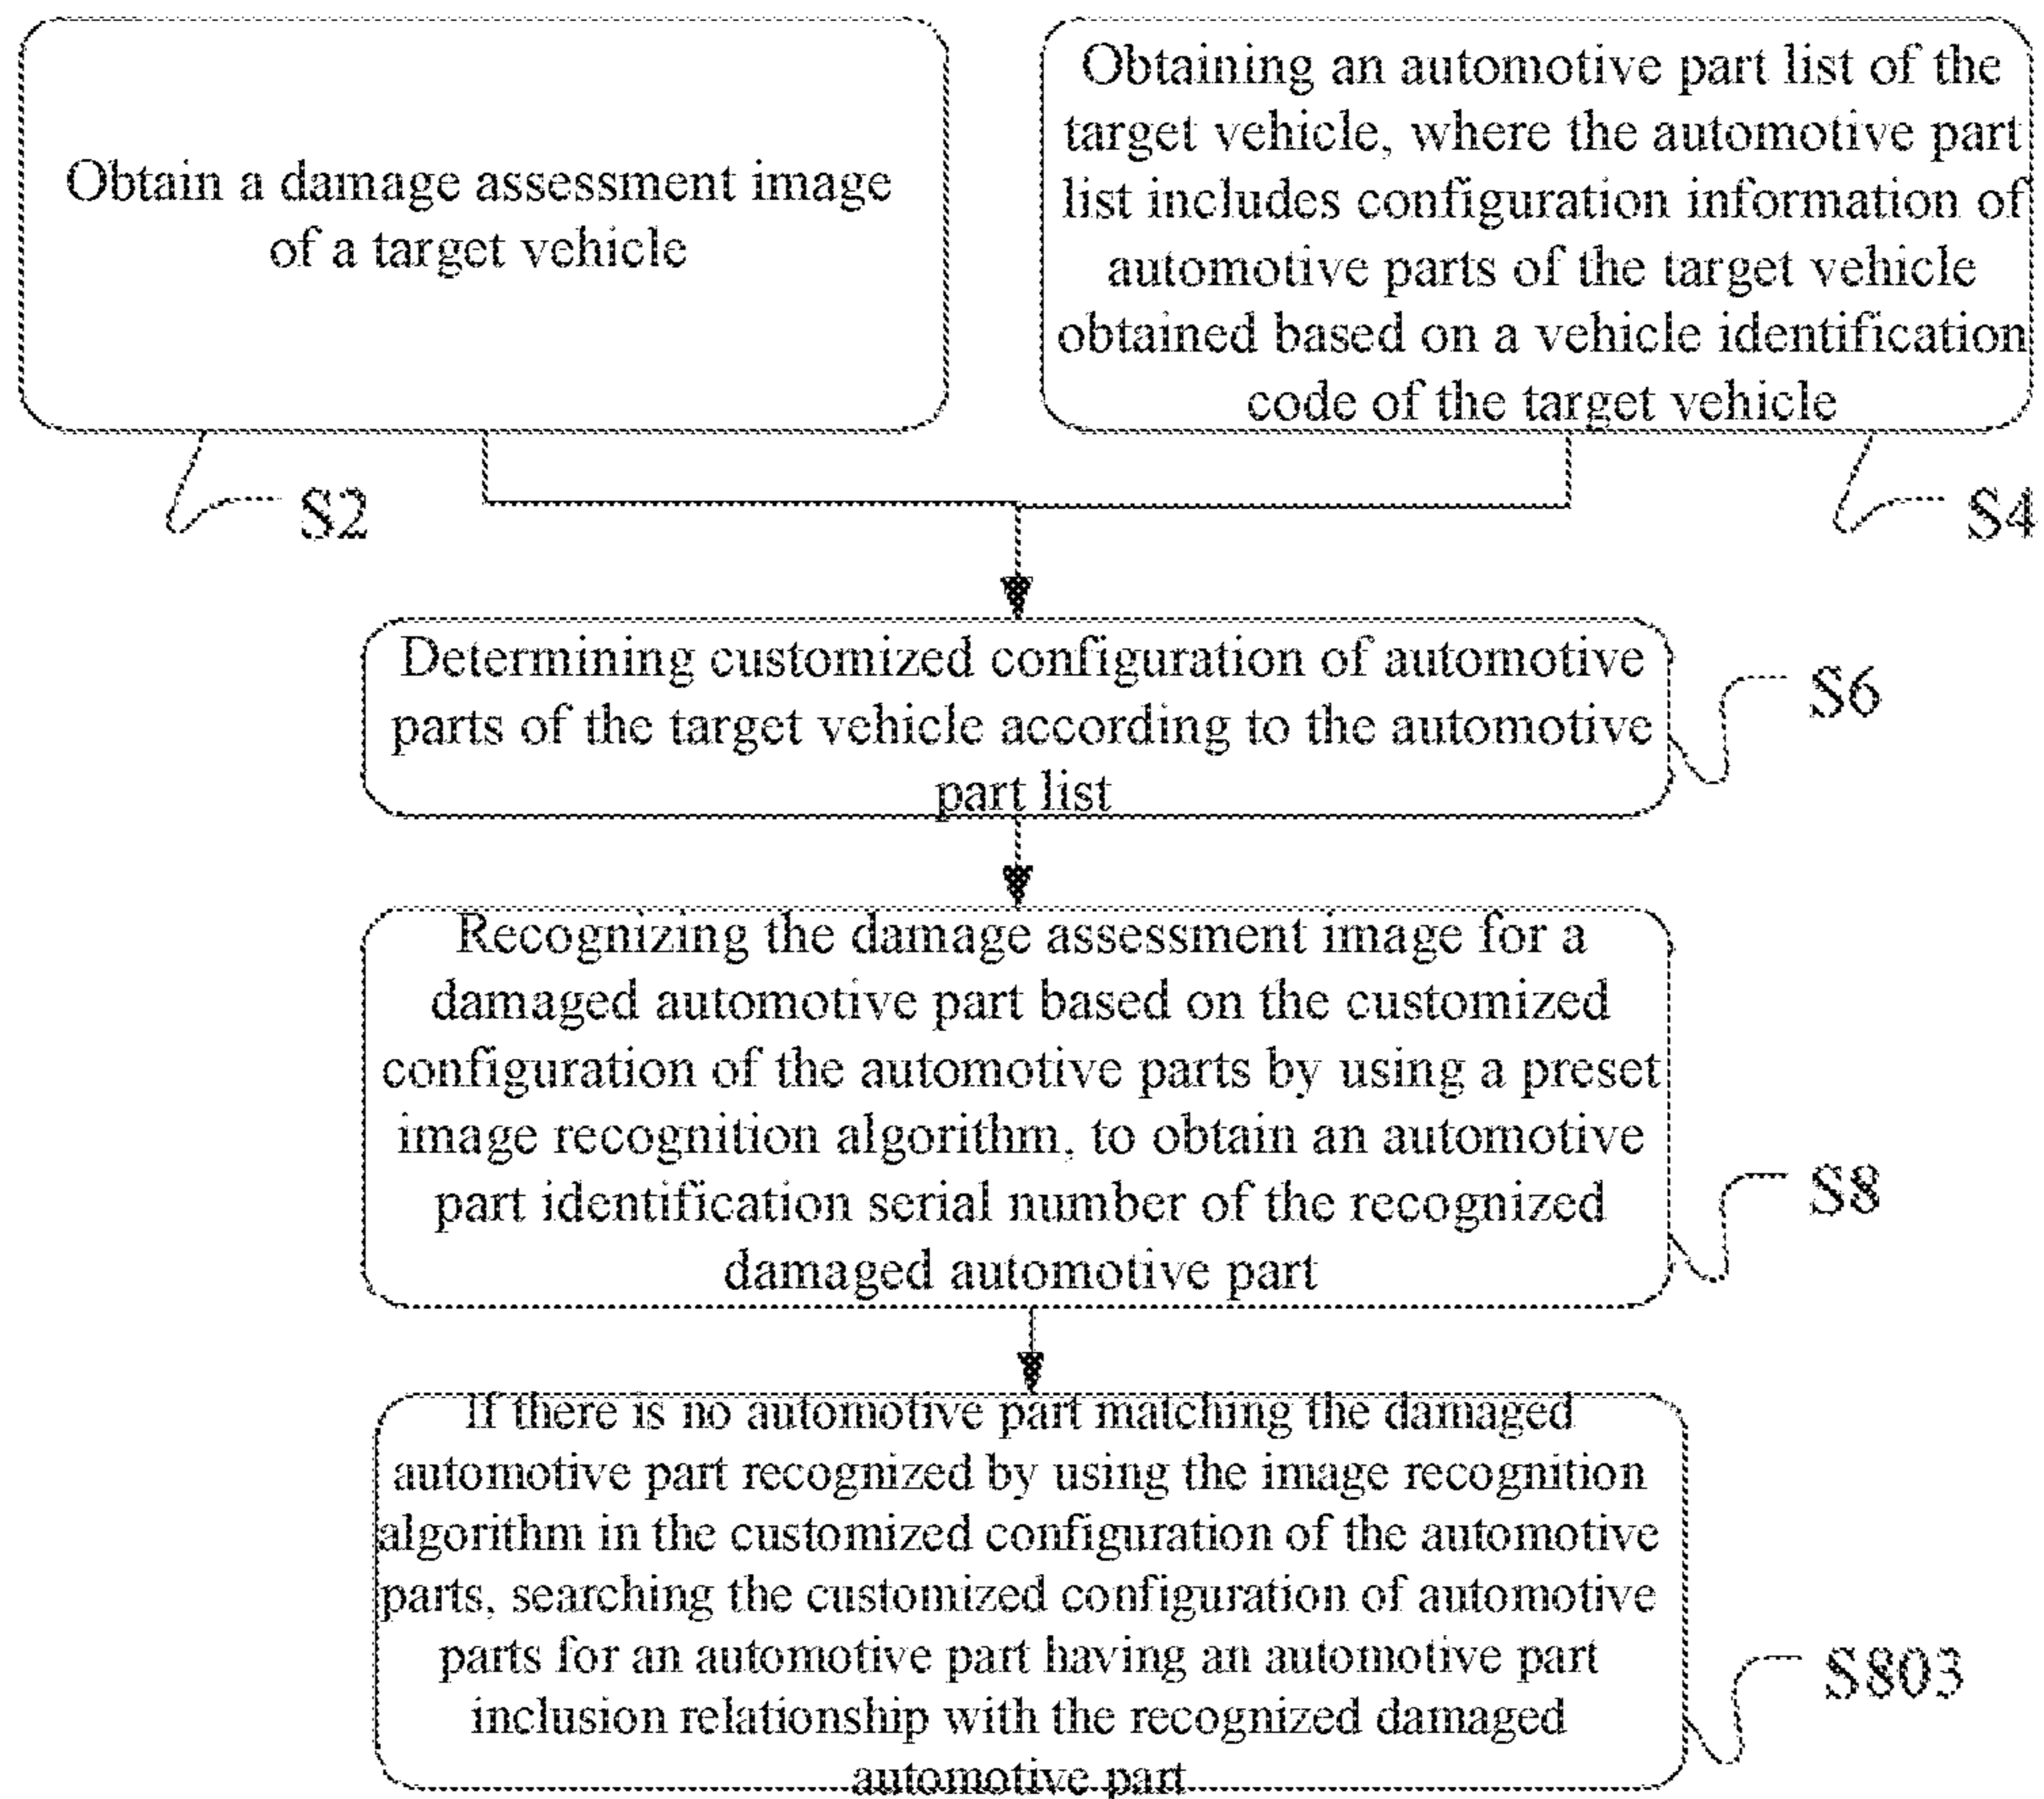 Obtain a damage assessment image
of a target vehicle
S2
Obtaining an automotive part list of the
target vehicle, where the automotive part
list includes configuration information of
automotive parts of the target vehicle
obtained based on a vehicle identification
code of the target vehicle
S4
Determining customized configuration of automotive
parts of the target vehicle according to the automotive
part list
S6
Recognizing the damage assessment image for a
damaged automotive part based on the customized
configuration of the automotive parts by using a preset
image recognition algorithm, to obtain an automotive
part identification serial number of the recognized
damaged automotive part
S8
If there is no automotive part matching the damaged
automotive part recognized by using the image recognition
algorithm in the customized configuration of the automotive
parts, searching the customized configuration of automotive
parts for an automotive part having an automotive part
inclusion relationship with the recognized damaged
automotive part
S803